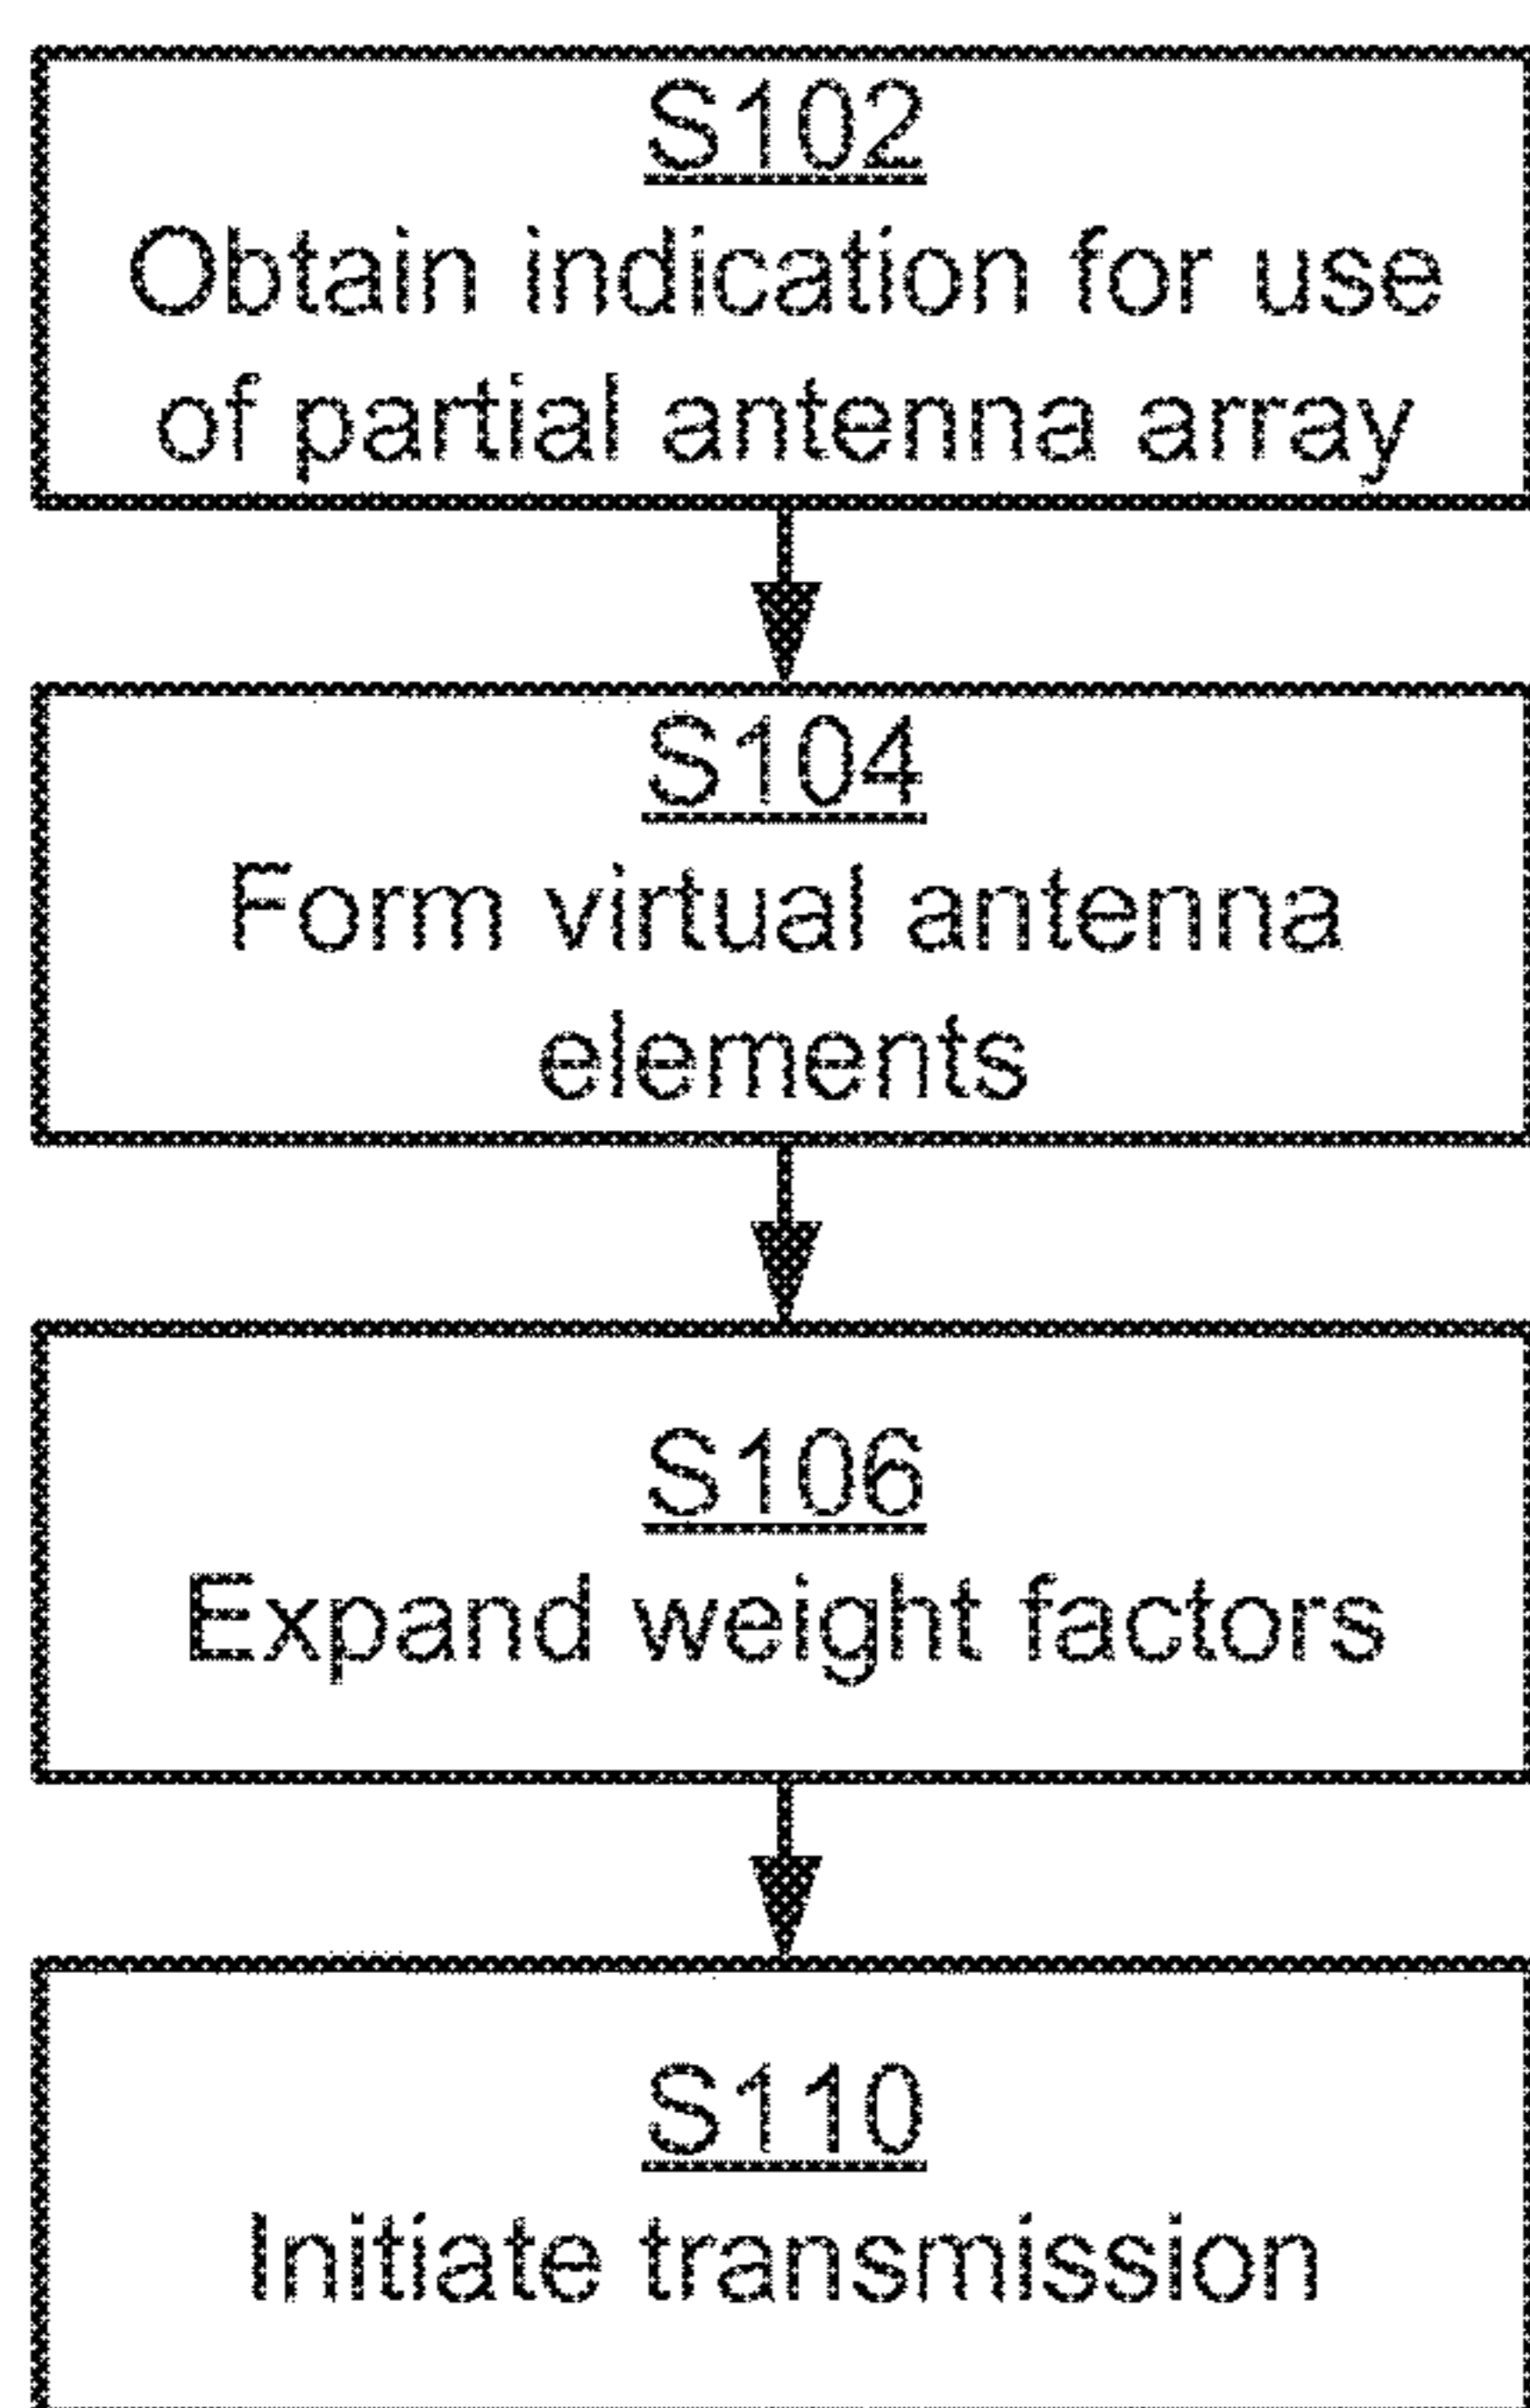 S102
Obtain indication for use
of partial antenna array
S104
Form virtual antenna
elements
S106
Expand weight factors
S110
Initiate transmission